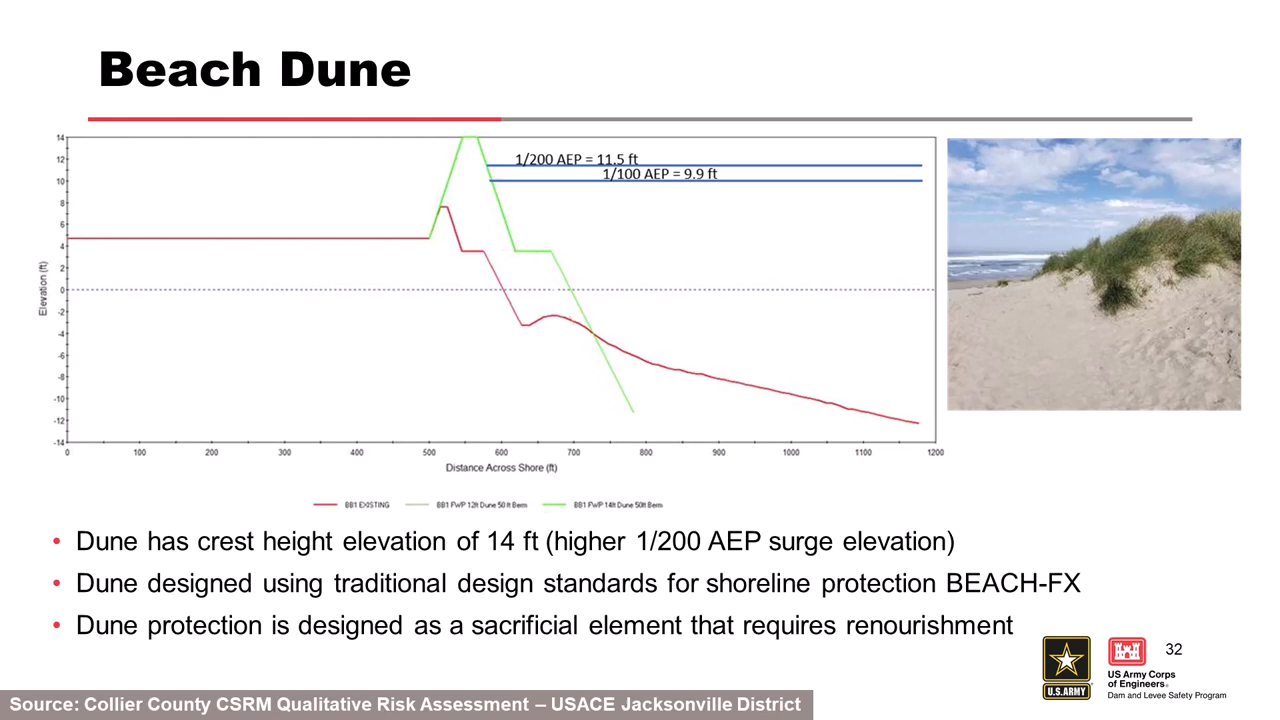 Beach Dune
14
12
10
8
6
4
2
0
-2
-4
-6
-8
-10
-12
-14
Elevation (ft)
1/200 AEP = 11.5 ft
1/100 AEP = 9.9 ft
0 100 200 300 400 500 600 700 800 900 1000 1100 1200
Distance Across Shore (ft)
BB1 EXISTING BB1 FWP 12ft Dune 50 ft Berm BB1 FWP 14ft Dune 50ft Berm
• Dune has crest height elevation of 14 ft (higher 1/200 AEP surge elevation)
• Dune designed using traditional design standards for shoreline protection BEACH-FX
• Dune protection is designed as a sacrificial element that requires renourishment
32
U.S.ARMY
US Army Corps
of Engineers®
Dam and Levee Safety Program
Source: Collier County CSRM Qualitative Risk Assessment – USACE Jacksonville District